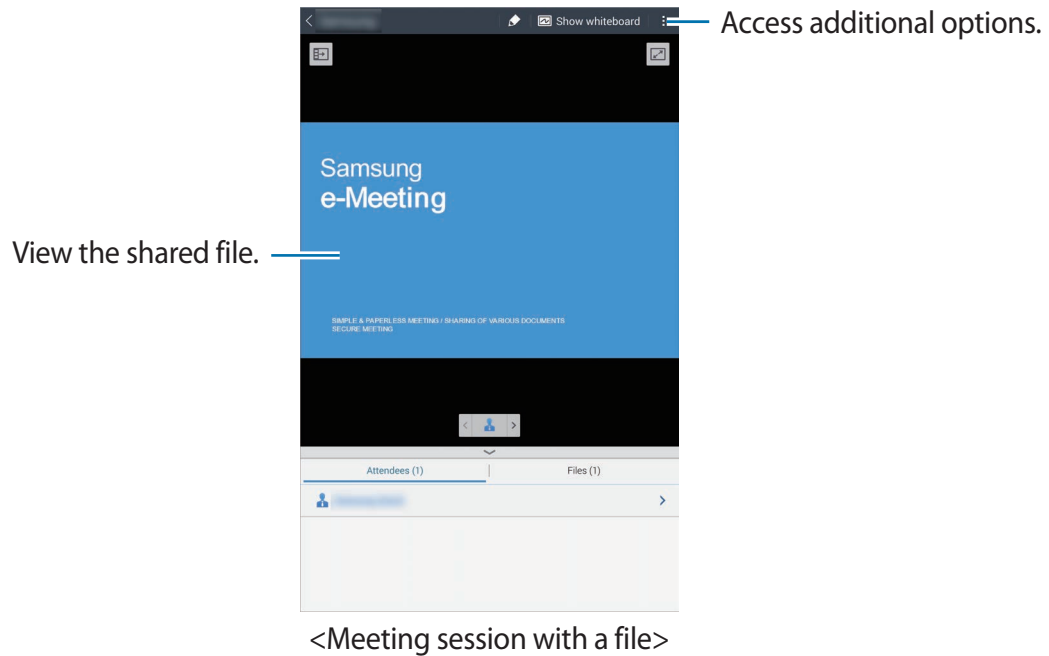 Show whiteboard
Access additional options.
Samsung
e-Meeting
View the shared file.
SIMPLE & PAPERLESS MEETING / SHARING OF VARIOUS DOCUMENTS
SECURE MEETING
Attendees (1)
Files (1)
<Meeting session with a file>